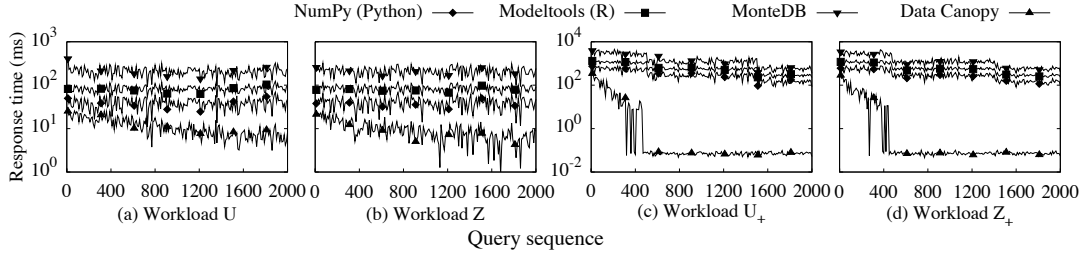 NumPy (Python) Modeltools (R) MonteDB Data Canopy
Response time (ms)
10^3
10^2
10^1
10^0
0 400 800 1200 1600 2000
(a) Workload U
0 400 800 1200 1600 2000
(b) Workload Z
10^4
10^2
10^0
10^-2
0 400 800 1200 1600 2000
(c) Workload U_+
0 400 800 1200 1600 2000
(d) Workload Z_+
Query sequence